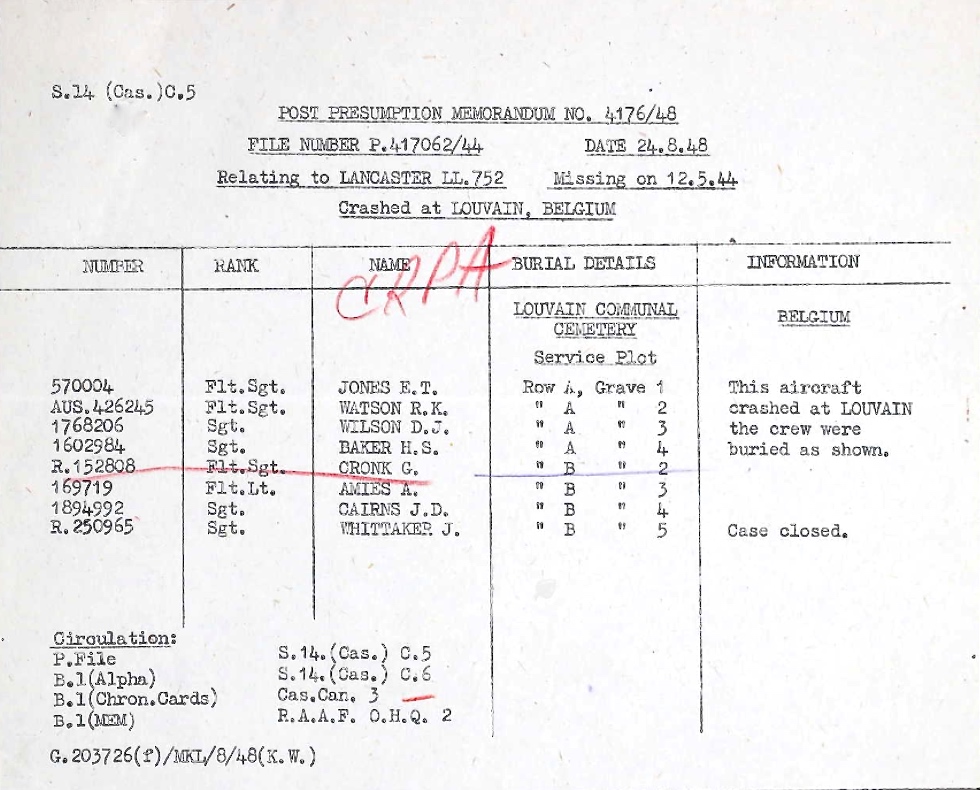 S.14 (Cas.)C.5
POST PRESUMPTION MEMORANDUM NO. 4176/48
FILE NUMBER P.417062/44 DATE 24.8.48
Relating to LANCASTER LL.752 Missing on 12.5.44
Crashed at LOUVAIN, BELGIUM
NUMBER RANK NAME BURIAL DETAILS INFORMATION
CRPA
LOUVAIN COMMUNAL BELGIUM
CEMETERY
Service Plot
570004 Flt.Sgt. JONES E.T. Row A, Grave 1 This aircraft
AUS.426245 Flt.Sgt. WATSON R.K. " A " 2 crashed at LOUVAIN
1768206 Sgt. WILSON D.J. " A " 3 the crew were
1602984 Sgt. BAKER H.S. " A " 4 buried as shown.
R.152808 Flt.Sgt. CRONK G. " B " 2
169719 Flt.Lt. AMIES A. " B " 3
1894992 Sgt. CAIRNS J.D. " B " 4
R.250965 Sgt. WHITTAKER J. " B " 5 Case closed.
Circulation:
P.File S.14.(Cas.) C.5
B.1(Alpha) S.14.(Cas.) C.6
B.1(Chron.Cards) Cas.Can. 3
B.1(MEM) R.A.A.F. O.H.Q. 2
G.203726(f)/MKL/8/48(K.W.)